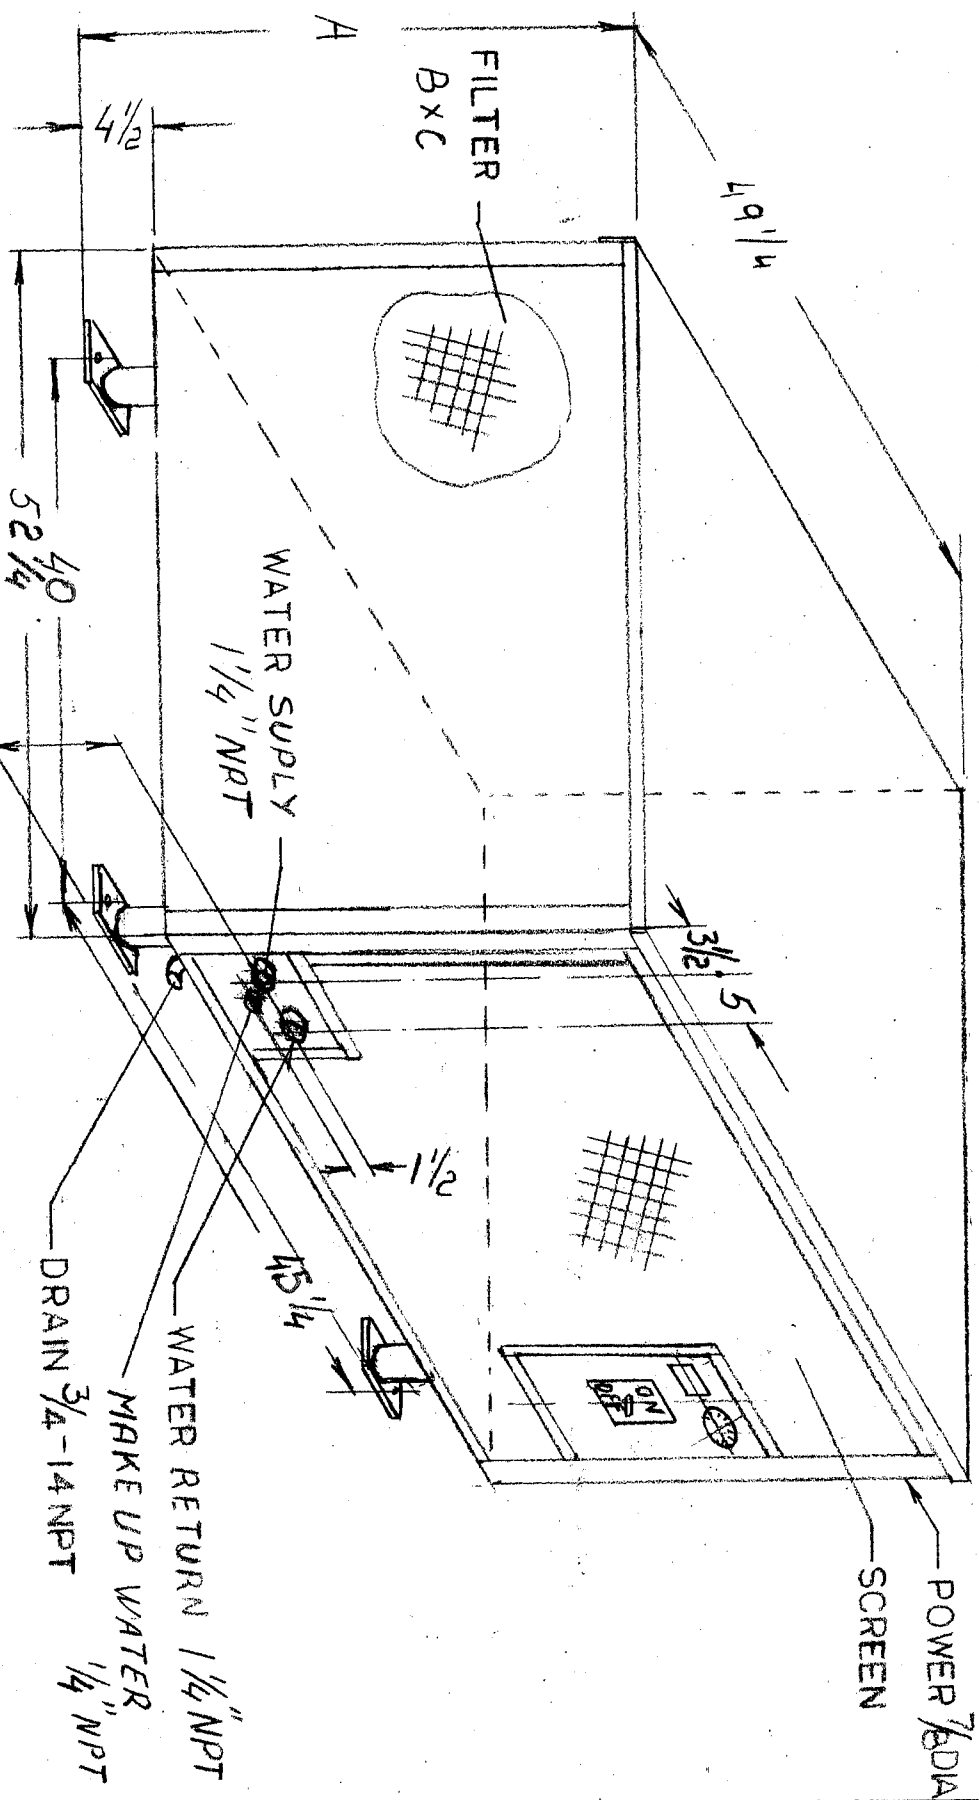 A
49 1/4
FILTER
B×C
4 1/2
40
52 1/4
WATER SUPLY
1 1/4" NPT
3 1/2
5
1 1/2
45 1/4
ON
OFF
POWER 7/8 DIA
SCREEN
WATER RETURN 1 1/4" NPT
MAKE UP WATER
1/4" NPT
DRAIN 3/4-14 NPT